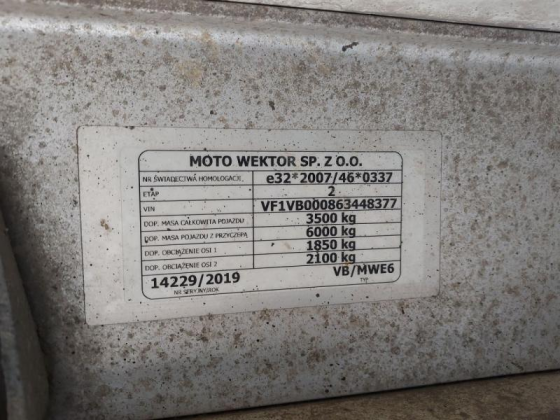 MOTO WEKTOR SP. Z O.O.
NR ŚWIADECTWA HOMOLOGACJI e32*2007/46*0337
ETAP 2
VIN VF1VB000863448377
DOP. MASA CAŁKOWITA POJAZDU 3500 kg
DOP. MASA POJAZDU Z PRZYCZEPĄ 6000 kg
DOP. OBCIĄŻENIE OSI 1 1850 kg
DOP. OBCIĄŻENIE OSI 2 2100 kg
14229/2019 VB/MWE6
NR SERYJNY/ROK TYP